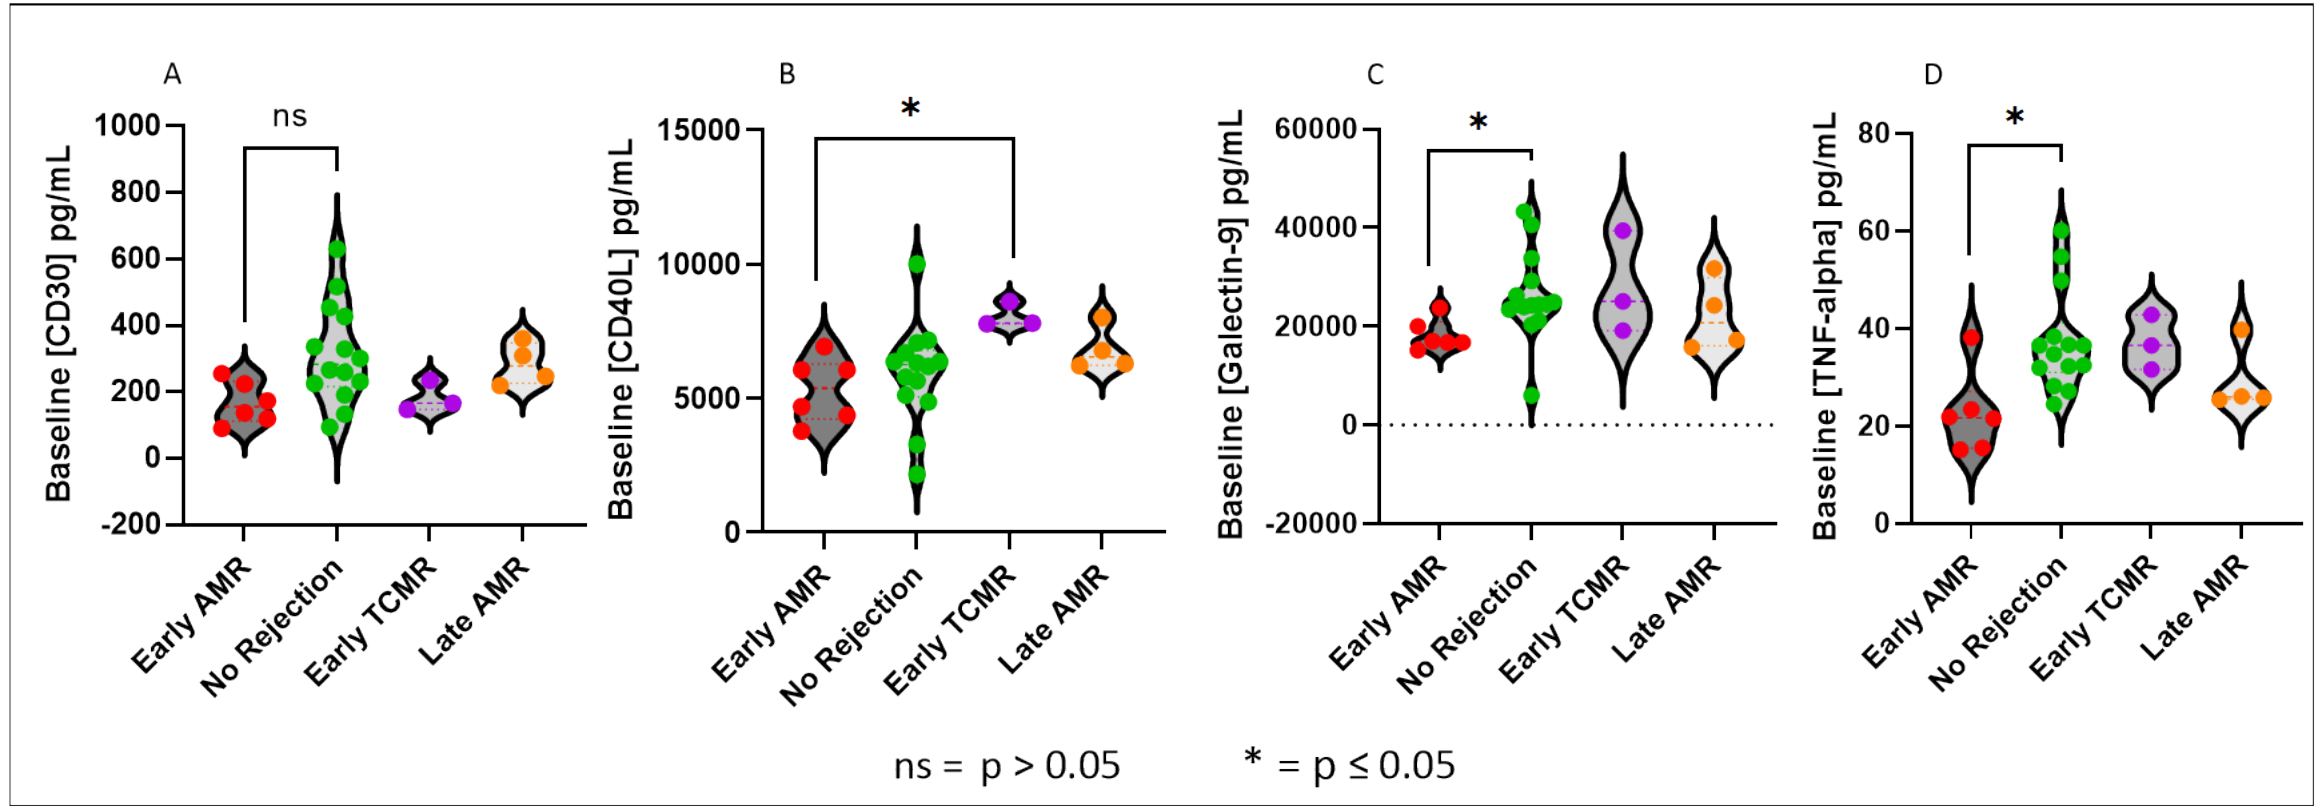 A
ns
Baseline [CD30] pg/mL
1000
800
600
400
200
0
-200
Early AMR
No Rejection
Early TCMR
Late AMR
B
*
Baseline [CD40L] pg/mL
15000
10000
5000
0
Early AMR
No Rejection
Early TCMR
Late AMR
C
*
Baseline [Galectin-9] pg/mL
60000
40000
20000
0
-20000
Early AMR
No Rejection
Early TCMR
Late AMR
D
*
Baseline [TNF-alpha] pg/mL
80
60
40
20
0
Early AMR
No Rejection
Early TCMR
Late AMR
ns = p > 0.05 * = p ≤ 0.05